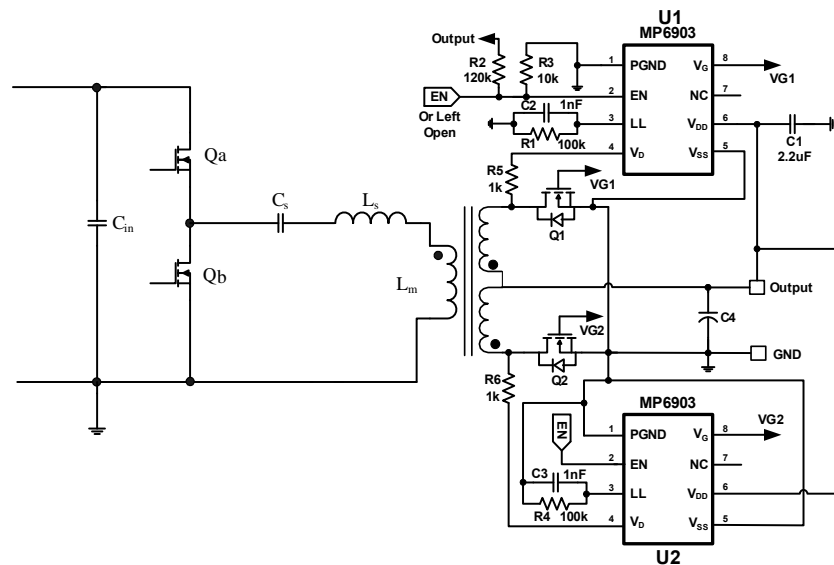 U1
MP6903
Output
R2
120k
R3
10k
EN
Or Left
Open
C2
1nF
R1
100k
1
PGND
2
EN
3
LL
4
VD
VG
8
NC
7
VDD
6
VSS
5
VG1
C1
2.2uF
R5
1k
VG1
Q1
Qa
Cin
Qb
Cs
Ls
Lm
Output
C4
VG2
GND
Q2
R6
1k
MP6903
EN
C3
1nF
R4
100k
1
PGND
2
EN
3
LL
4
VD
VG
8
NC
7
VDD
6
VSS
5
VG2
U2